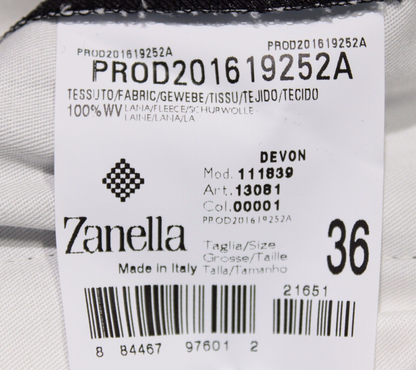 PROD201619252A PROD201619252A
PROD201619252A
TESSUTO/FABRIC/GEWEBE/TISSU/TEJIDO/TECIDO
100% WV LANA/FLEECE/SCHURWOLLE
LAINE/LANA/LA
DEVON
Mod. 111839
Art. 13081
Col. 00001
PROD201619252A
Zanella
Made in Italy
Taglia/Size
Grosse/Taille
Talla/Tamanho
36
21651
8 84467 97601 2